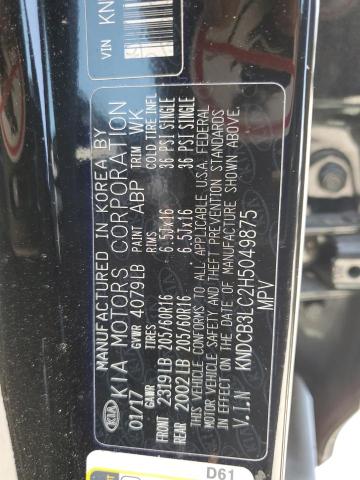 VIN KN
MANUFACTURED IN KOREA BY
KIA KIA MOTORS CORPORATION
01/17 GVWR 4079LB PAINT ABP TRIM WK
GAWR TIRES RIMS COLD TIRE INFL
FRONT 2319LB 205/60R16 6.5JX16 36 PSI SINGLE
REAR 2002LB 205/60R16 6.5JX16 36 PSI SINGLE
THIS VEHICLE CONFORMS TO ALL APPLICABLE U.S.A. FEDERAL
MOTOR VEHICLE SAFETY AND THEFT PREVENTION STANDARDS
IN EFFECT ON THE DATE OF MANUFACTURE SHOWN ABOVE.
V.I.N KNDCB3LC2H5049875
MPV
D61